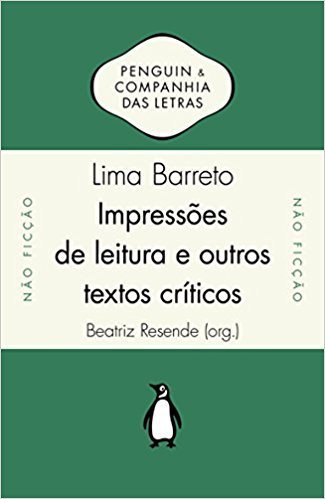 PENGUIN &
COMPANHIA
DAS LETRAS
Lima Barreto
Impressões
de leitura e outros
textos críticos
Beatriz Resende (org.)
NÃO FICÇÃO
NÃO FICÇÃO